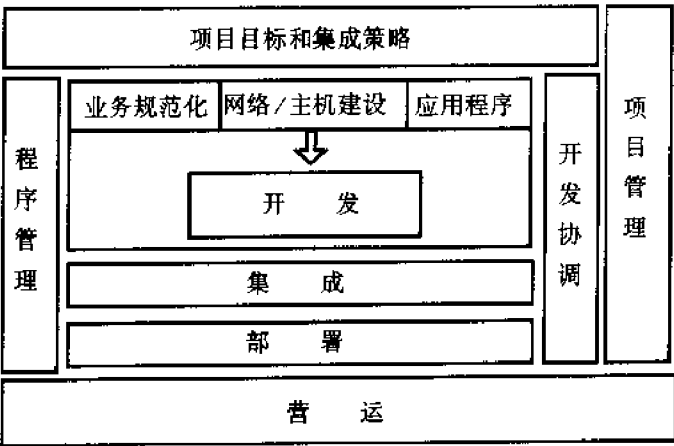 项目目标和集成策略
业务规范化
网络/主机建设
应用程序
程序管理
开发
开发协调
项目管理
集成
部署
营运